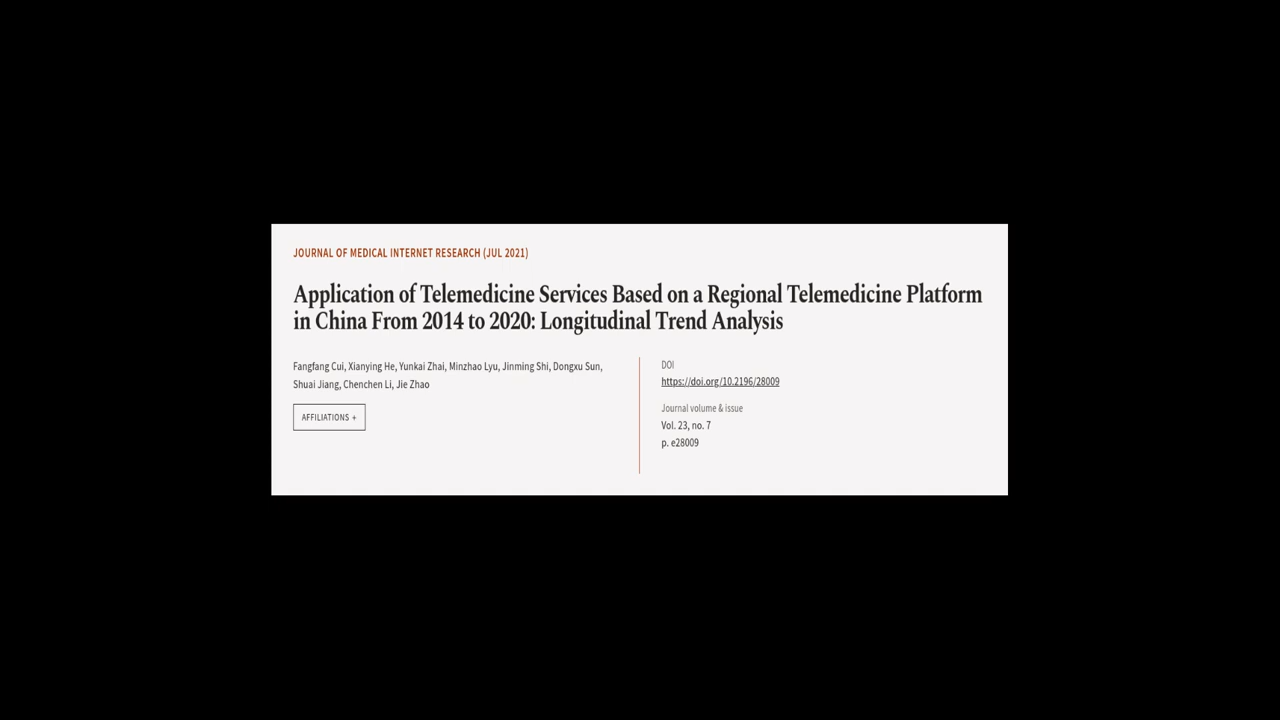 JOURNAL OF MEDICAL INTERNET RESEARCH (JUL 2021)
Application of Telemedicine Services Based on a Regional Telemedicine Platform
in China From 2014 to 2020: Longitudinal Trend Analysis
Fangfang Cui, Xianying He, Yunkai Zhai, Minzhao Lyu, Jinming Shi, Dongxu Sun,
Shuai Jiang, Chenchen Li, Jie Zhao
AFFILIATIONS +
DOI
https://doi.org/10.2196/28009
Journal volume & issue
Vol. 23, no. 7
p. e28009